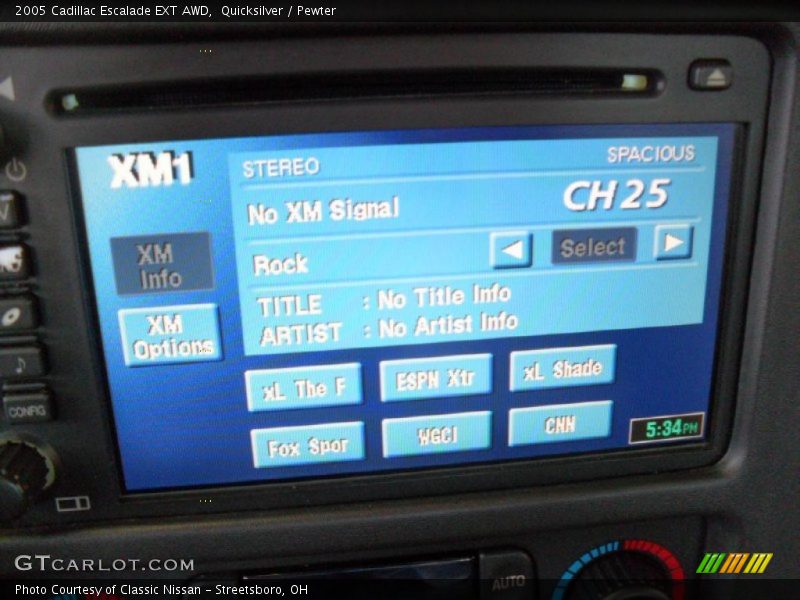 2005 Cadillac Escalade EXT AWD,  Quicksilver / Pewter
XM1
STEREO
SPACIOUS
No XM Signal
CH 25
XM
Info
Rock
Select
TITLE : No Title Info
ARTIST : No Artist Info
XM
Options
xL The F
ESPN Xtr
xL Shade
Fox Spor
WGCI
CNN
5:34PM
CONFIG
AUTO
GTCARLOT.COM
Photo Courtesy of Classic Nissan - Streetsboro, OH